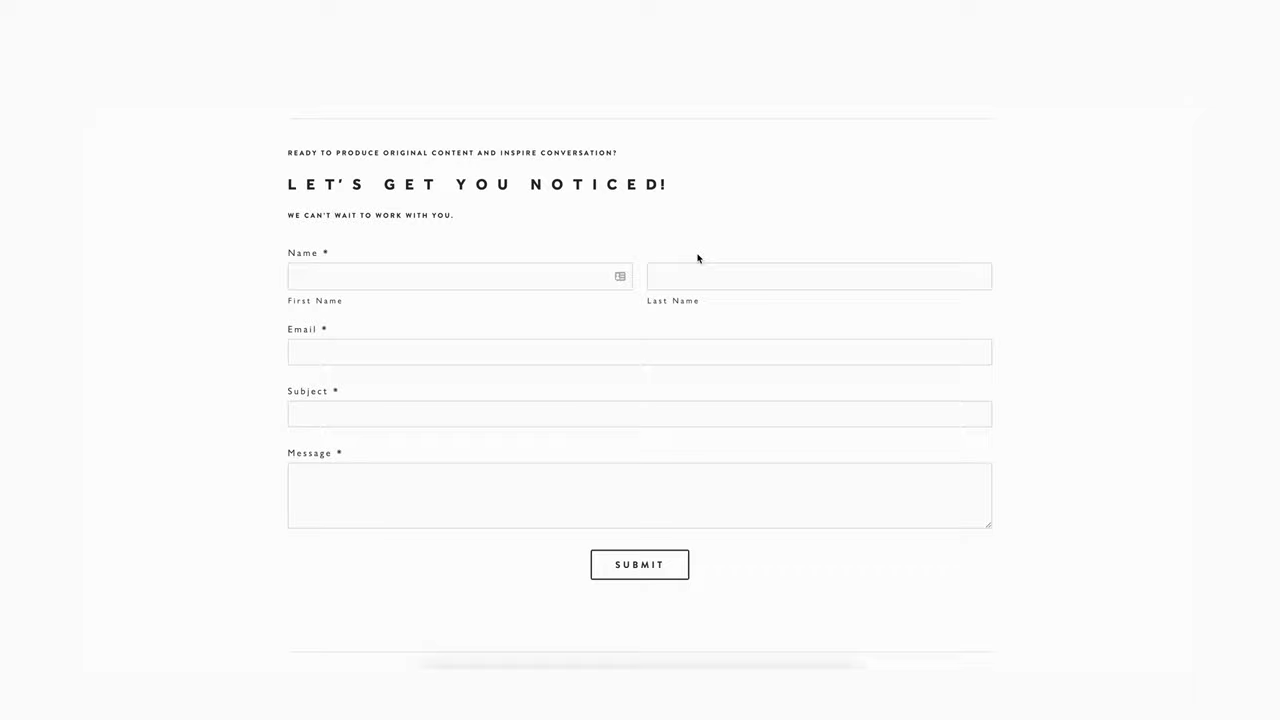 READY TO PRODUCE ORIGINAL CONTENT AND INSPIRE CONVERSATION?
LET'S GET YOU NOTICED!
WE CAN'T WAIT TO WORK WITH YOU.
Name *
First Name
Last Name
Email *
Subject *
Message *
SUBMIT